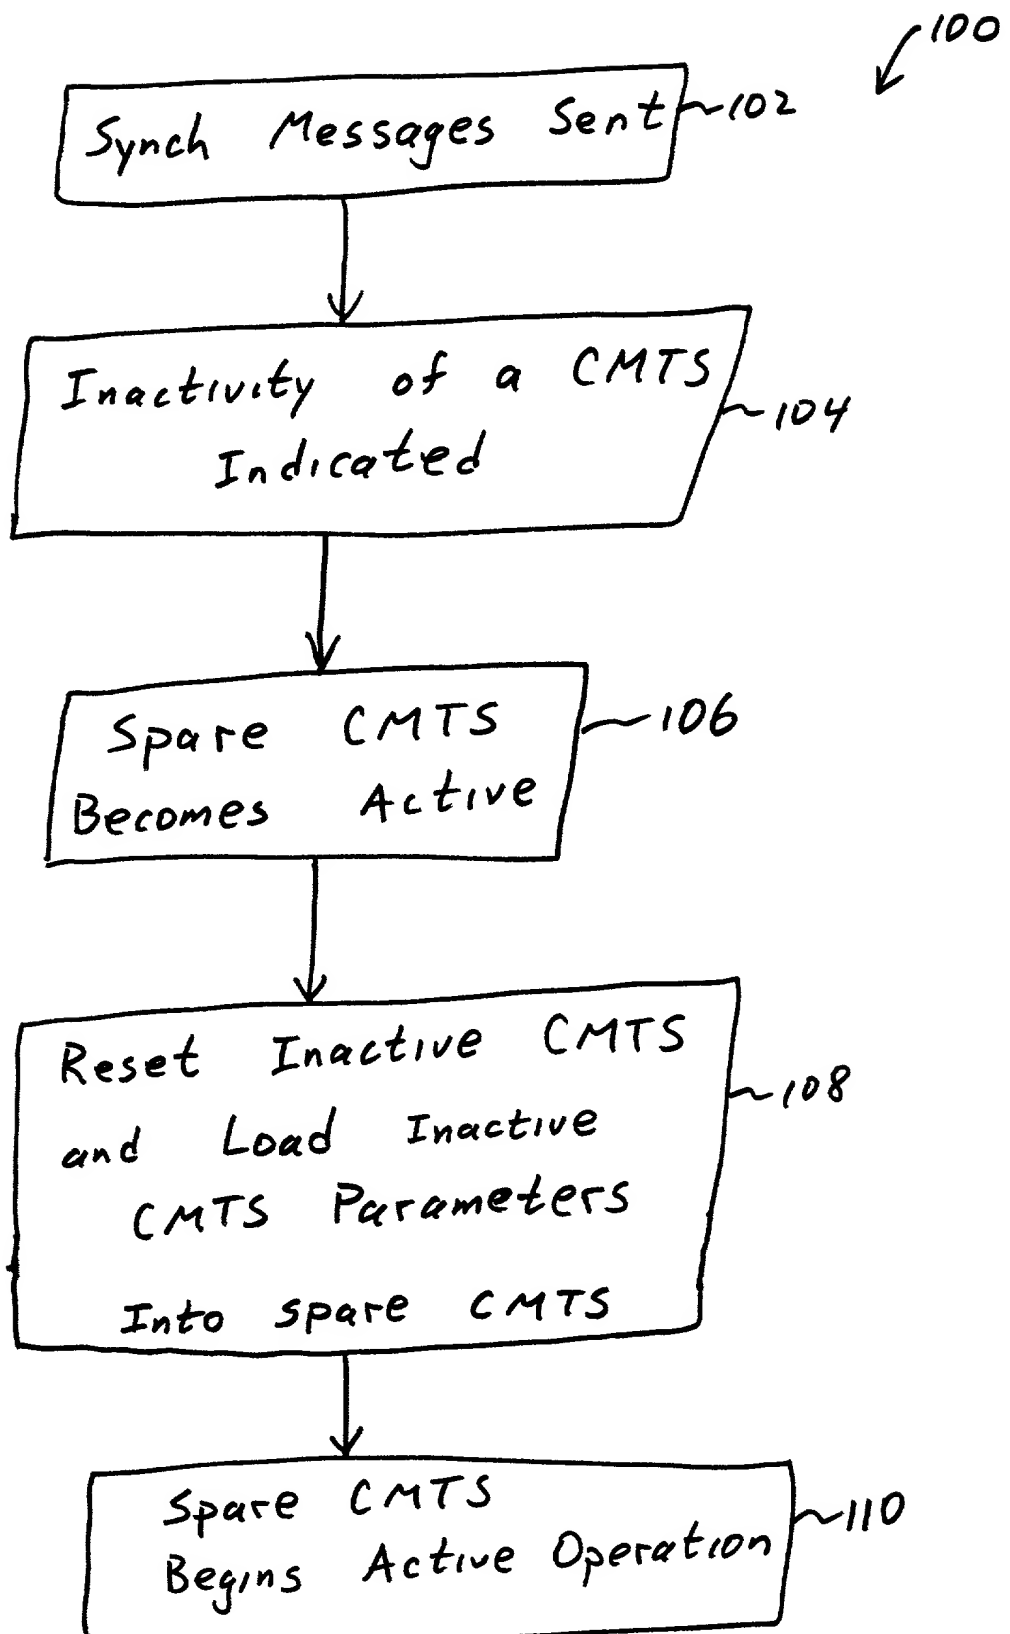 100
Synch Messages Sent
102
Inactivity of a CMTS
Indicated
104
Spare CMTS
Becomes Active
106
Reset Inactive CMTS
and Load Inactive
CMTS Parameters
Into spare CMTS
108
Spare CMTS
Begins Active Operation
110